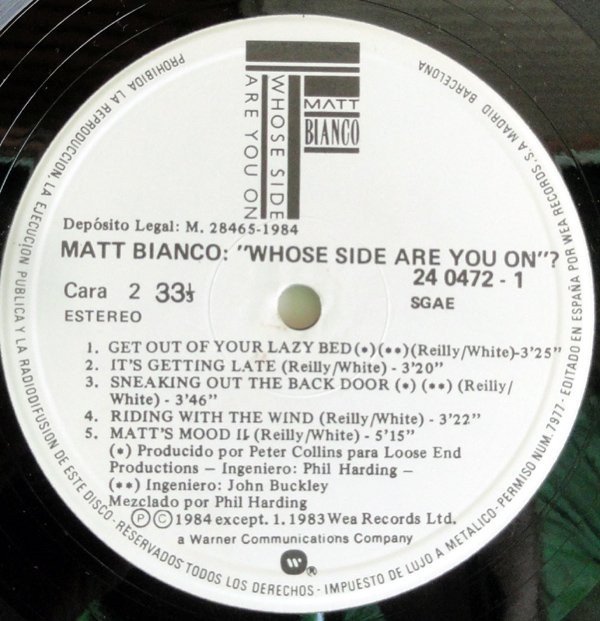 WHOSE SIDE
ARE YOU ON
MATT
BIANCO
Depósito Legal: M. 28465-1984
MATT BIANCO: "WHOSE SIDE ARE YOU ON"?
24 0472 - 1
Cara 2 33⅓
SGAE
ESTEREO
1. GET OUT OF YOUR LAZY BED (•) (••) (Reilly/White)-3'25"
2. IT'S GETTING LATE (Reilly/White) - 3'20"
3. SNEAKING OUT THE BACK DOOR (•) (••) (Reilly/
White) - 3'46"
4. RIDING WITH THE WIND (Reilly/White) - 3'22"
5. MATT'S MOOD II (Reilly/White) - 5'15"
(•) Producido por Peter Collins para Loose End
Productions — Ingeniero: Phil Harding —
(••) Ingeniero: John Buckley
Mezclado por Phil Harding
Ⓟ Ⓒ 1984 except. 1. 1983 Wea Records Ltd.
a Warner Communications Company
W ®
PROHIBIDA LA REPRODUCCION, LA EJECUCION PUBLICA Y LA RADIODIFUSION DE ESTE DISCO - RESERVADOS TODOS LOS DERECHOS - IMPUESTO DE LUJO A METALICO - PERMISO NUM. 7977 - EDITADO EN ESPAÑA POR WEA RECORDS, S.A. MADRID BARCELONA